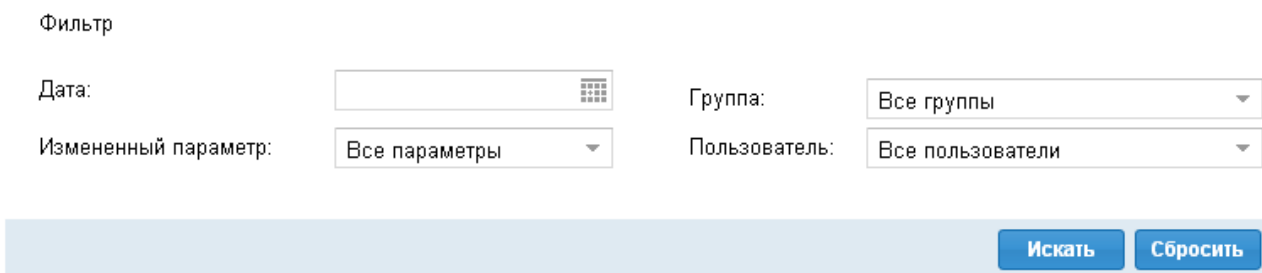 Фильтр
Дата:
Группа: Все группы
Измененный параметр: Все параметры
Пользователь: Все пользователи
Искать Сбросить